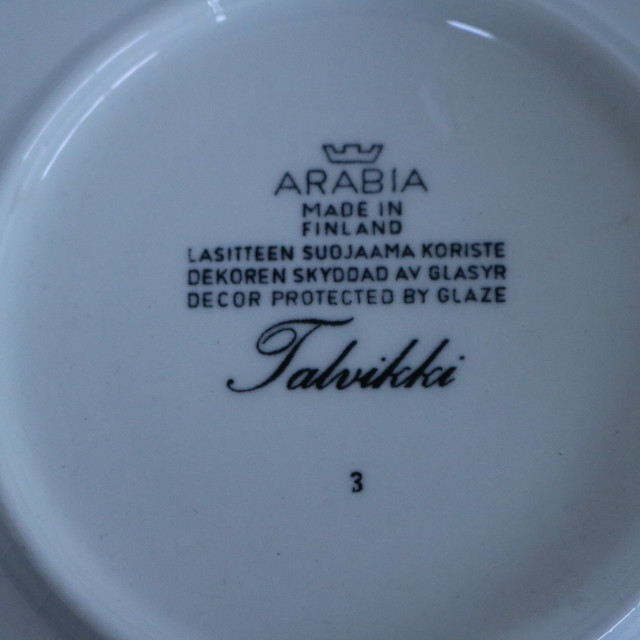 ARABIA
MADE IN
FINLAND
LASITTEEN SUOJAAMA KORISTE
DEKOREN SKYDDAD AV GLASYR
DECOR PROTECTED BY GLAZE
Talvikki
3